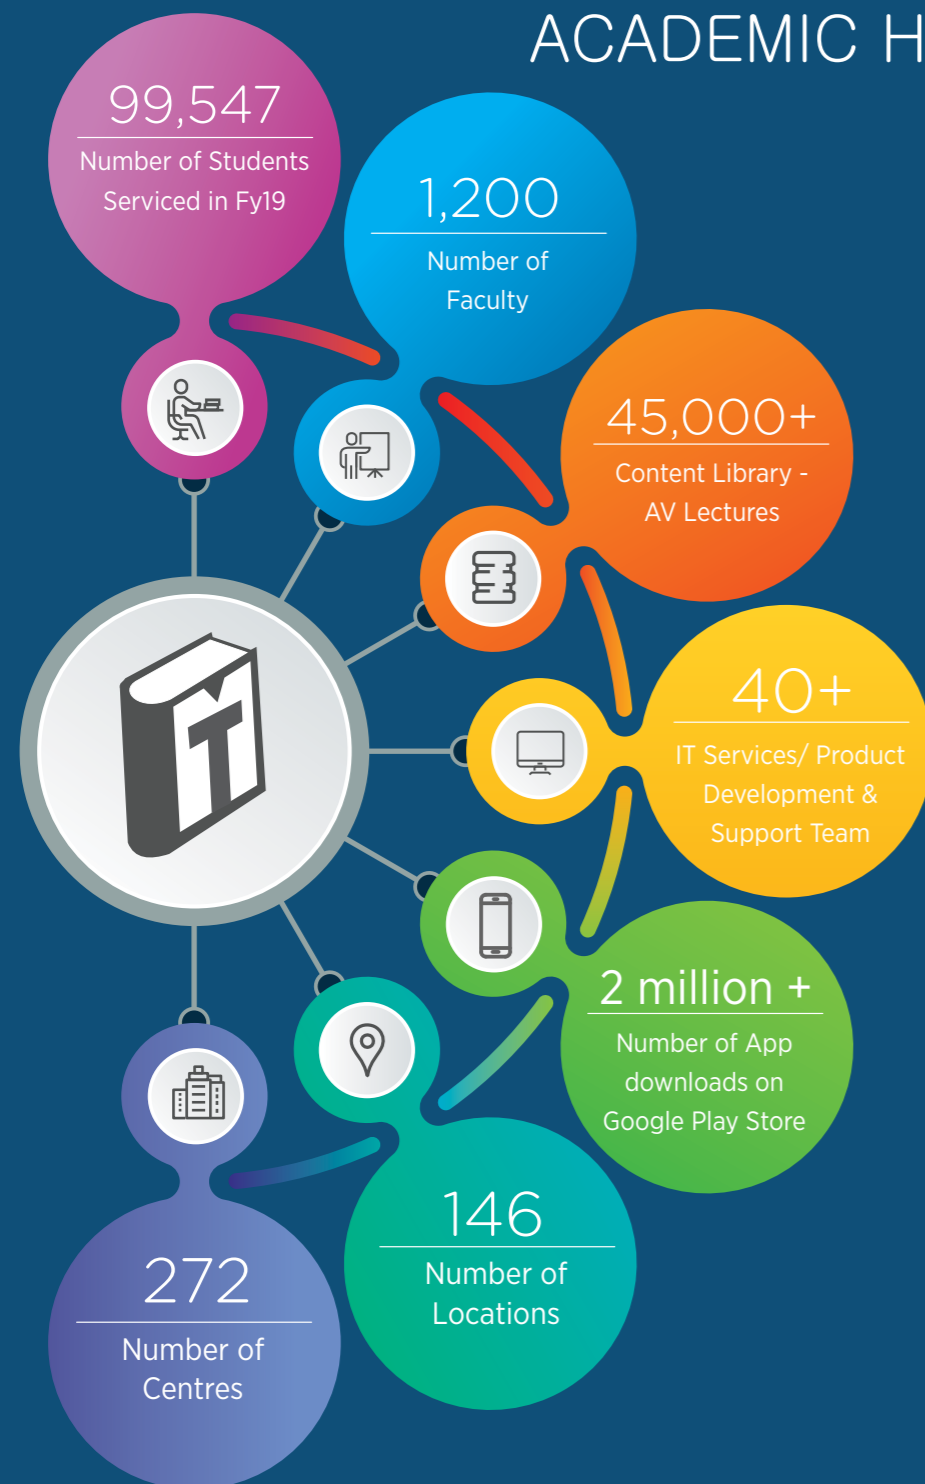 ACADEMIC H
99,547
Number of Students
Serviced in Fy19
1,200
Number of
Faculty
45,000+
Content Library -
AV Lectures
40+
IT Services/ Product
Development &
Support Team
2 million +
Number of App
downloads on
Google Play Store
146
Number of
Locations
272
Number of
Centres
MT